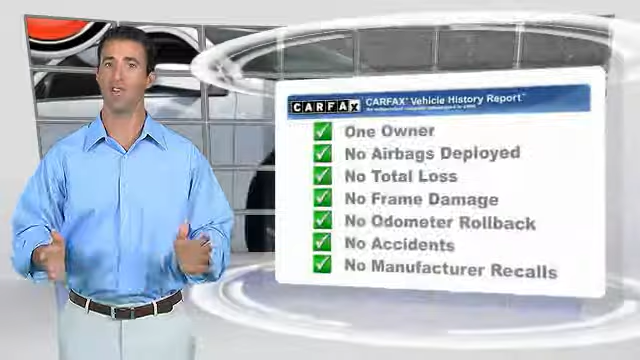 CARFAX CARFAX Vehicle History Report™
One Owner
No Airbags Deployed
No Total Loss
No Frame Damage
No Odometer Rollback
No Accidents
No Manufacturer Recalls